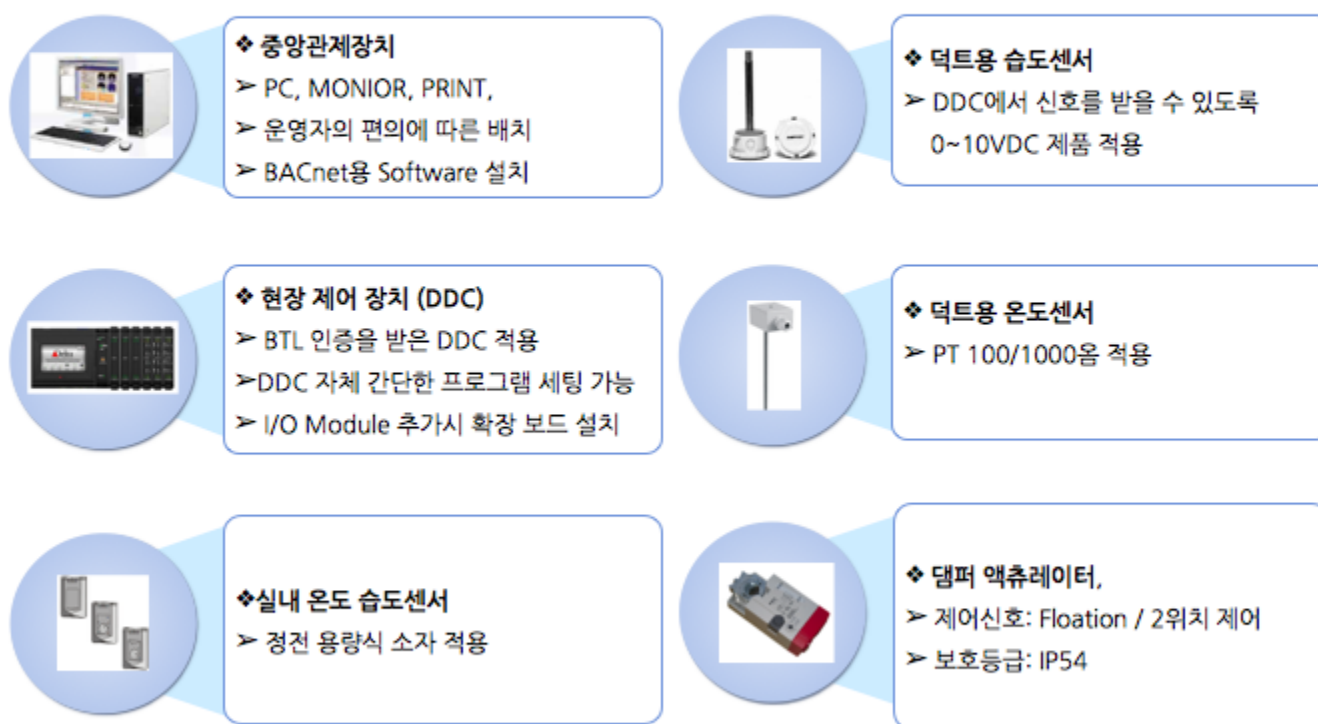 ❖ 중앙관제장치
➢ PC, MONIOR, PRINT,
➢ 운영자의 편의에 따른 배치
➢ BACnet용 Software 설치
❖ 덕트용 습도센서
➢ DDC에서 신호를 받을 수 있도록
0~10VDC 제품 적용
❖ 현장 제어 장치 (DDC)
➢ BTL 인증을 받은 DDC 적용
➢DDC 자체 간단한 프로그램 세팅 가능
➢ I/O Module 추가시 확장 보드 설치
❖ 덕트용 온도센서
➢ PT 100/1000옴 적용
❖실내 온도 습도센서
➢ 정전 용량식 소자 적용
❖ 댐퍼 액츄레이터,
➢ 제어신호: Floation / 2위치 제어
➢ 보호등급: IP54